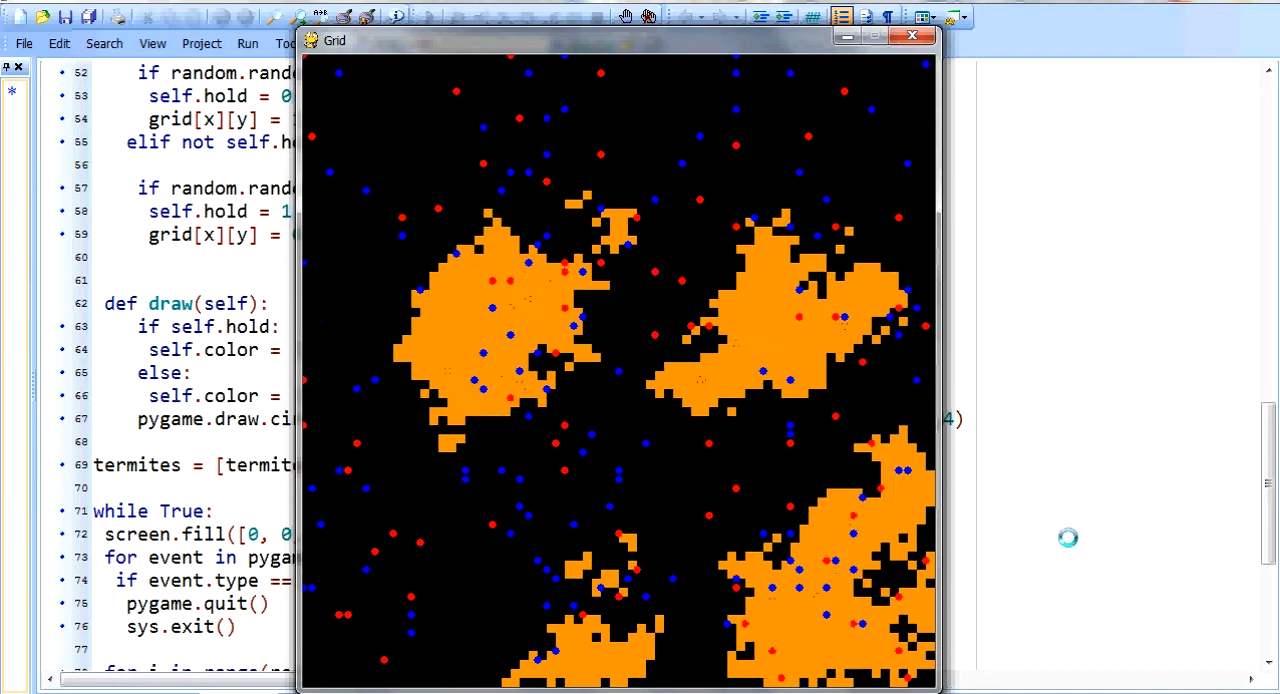 File Edit Search View Project Run
Grid
52 if random.rand
53 self.hold = 0
54 grid[x][y] =
55 elif not self.h
56
57 if random.rand
58 self.hold = 1
59 grid[x][y] =
60
61
62 def draw(self):
63 if self.hold:
64 self.color =
65 else:
66 self.color =
67 pygame.draw.ci 4)
68
69 termites = [termit
70
71 while True:
72 screen.fill([0, 0
73 for event in pygam
74 if event.type ==
75 pygame.quit()
76 sys.exit()
77